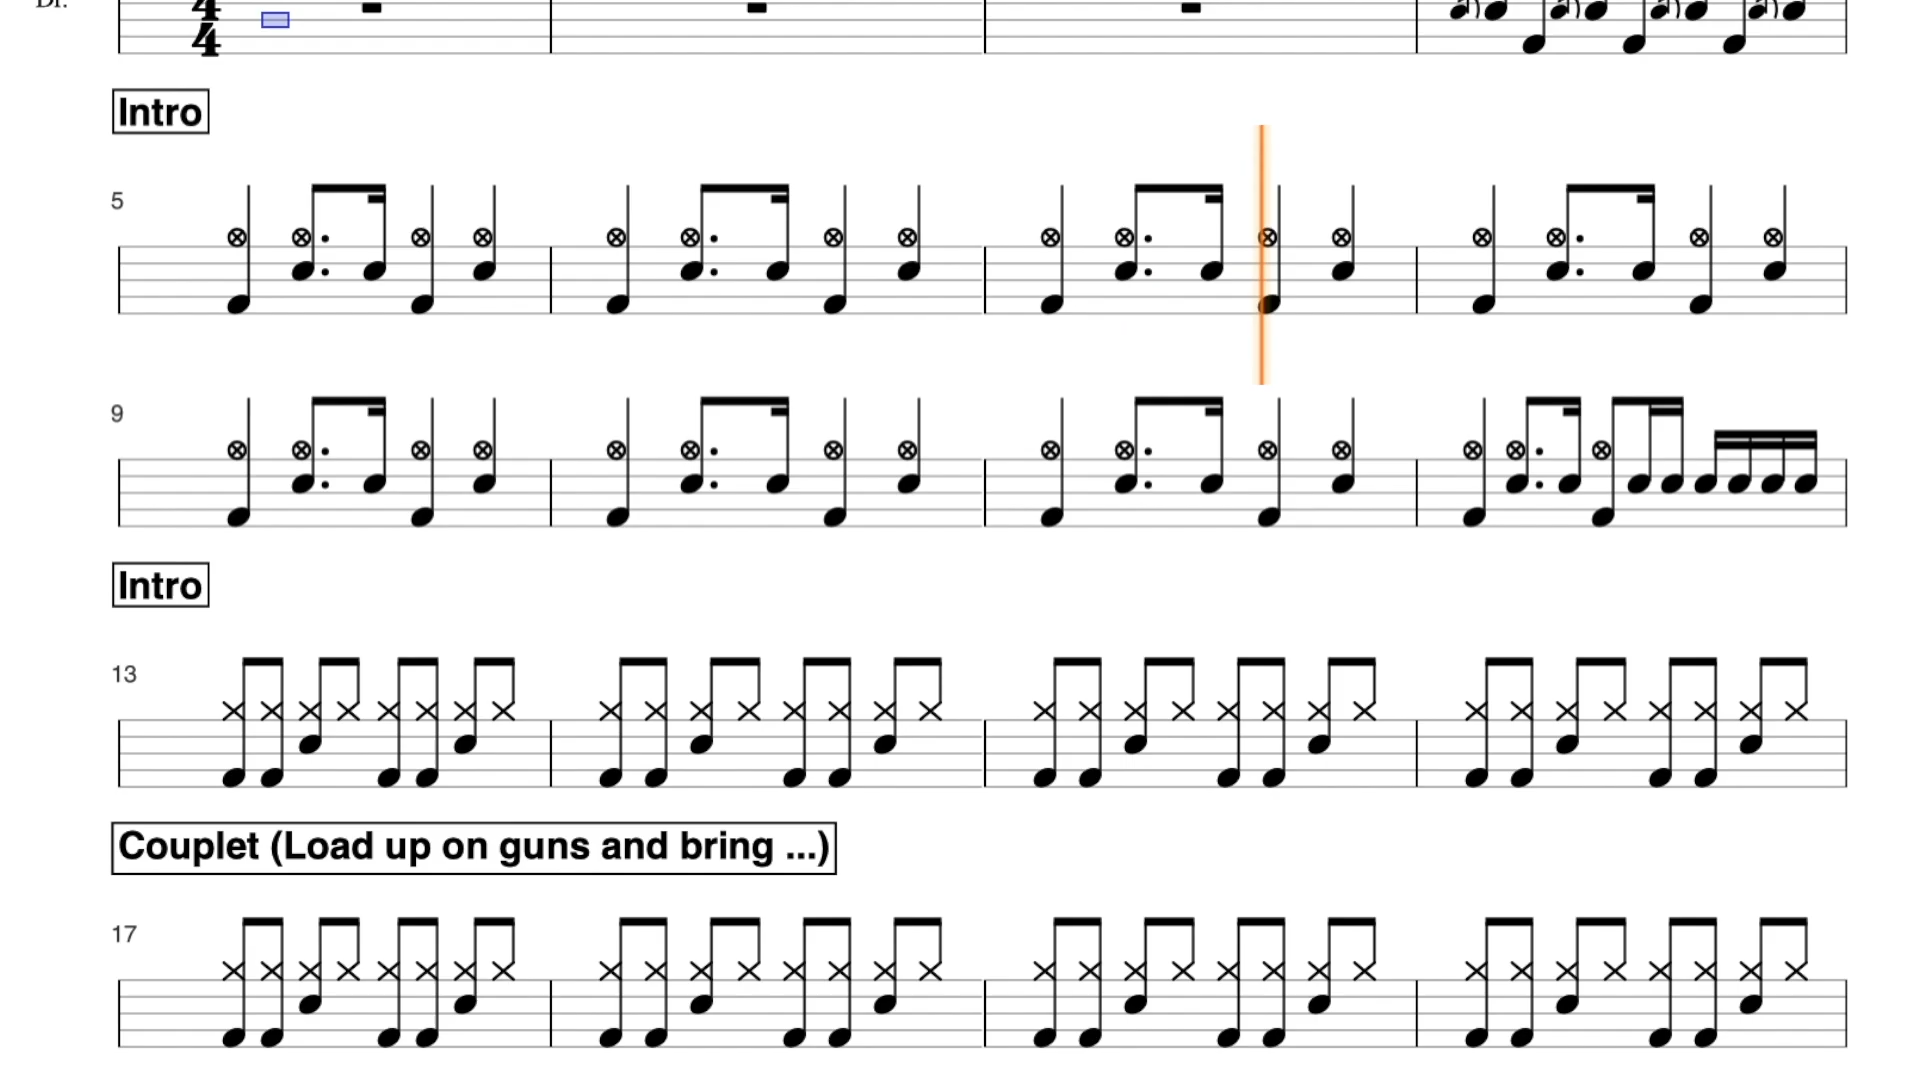 Dr.
4
4
Intro
5
9
Intro
13
Couplet (Load up on guns and bring ...)
17